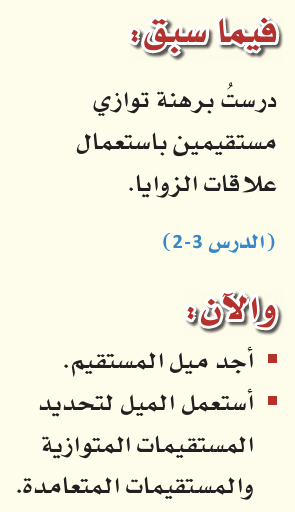 فيما سبق:
درستُ برهنة توازي
مستقيمين باستعمال
علاقات الزوايا.
(الدرس 3-2)
والآن:
■ أجد ميل المستقيم.
■ أستعمل الميل لتحديد
المستقيمات المتوازية
والمستقيمات المتعامدة.